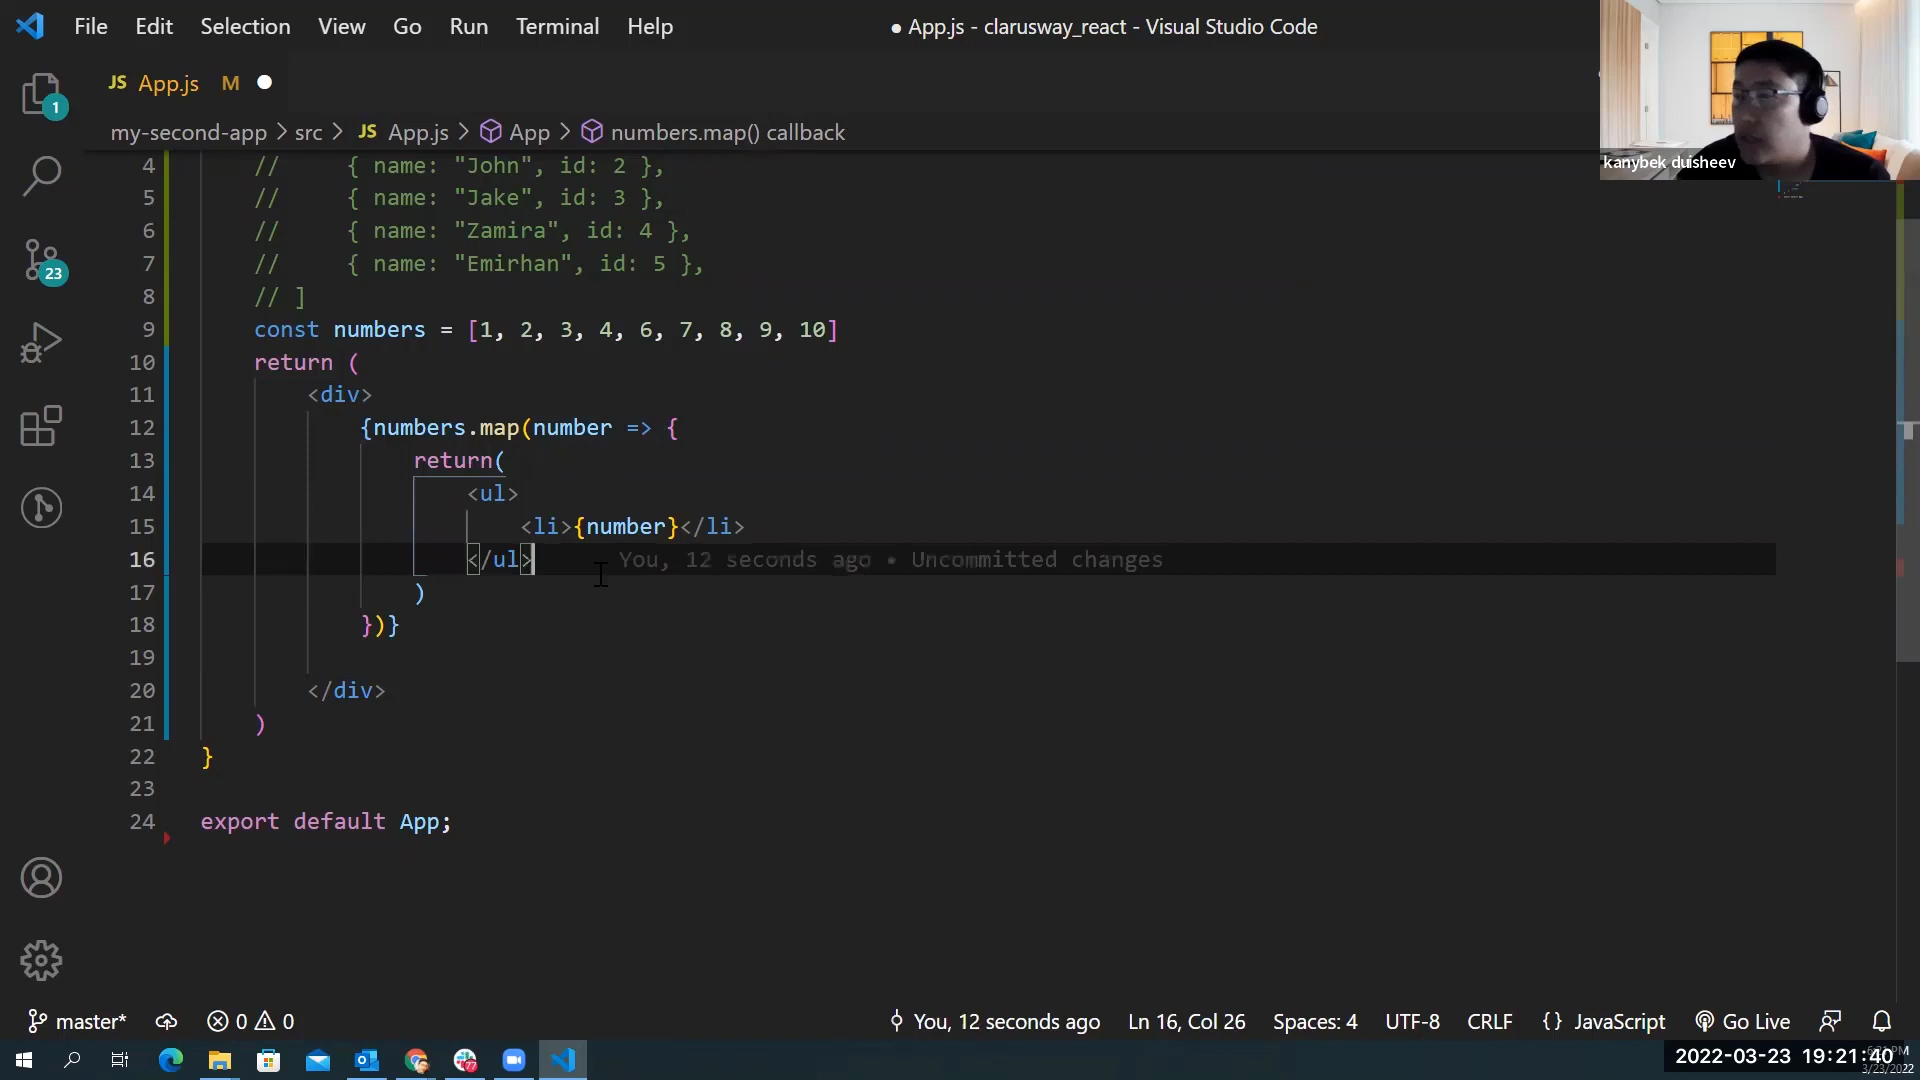 File Edit Selection View Go Run Terminal Help
● App.js - clarusway_react - Visual Studio Code
JS App.js M
my-second-app > src > JS App.js > App > numbers.map() callback
kanybek duisheev
1
23
4 // { name: "John", id: 2 },
5 // { name: "Jake", id: 3 },
6 // { name: "Zamira", id: 4 },
7 // { name: "Emirhan", id: 5 },
8 // ]
9 const numbers = [1, 2, 3, 4, 6, 7, 8, 9, 10]
10 return (
11 <div>
12 {numbers.map(number => {
13 return(
14 <ul>
15 <li>{number}</li>
16 </ul> You, 12 seconds ago • Uncommitted changes
17 )
18 })}
19
20 </div>
21 )
22 }
23
24 export default App;
master* 0 0 You, 12 seconds ago Ln 16, Col 26 Spaces: 4 UTF-8 CRLF {} JavaScript Go Live
77
2022-03-23 19:21:40
3/23/2022